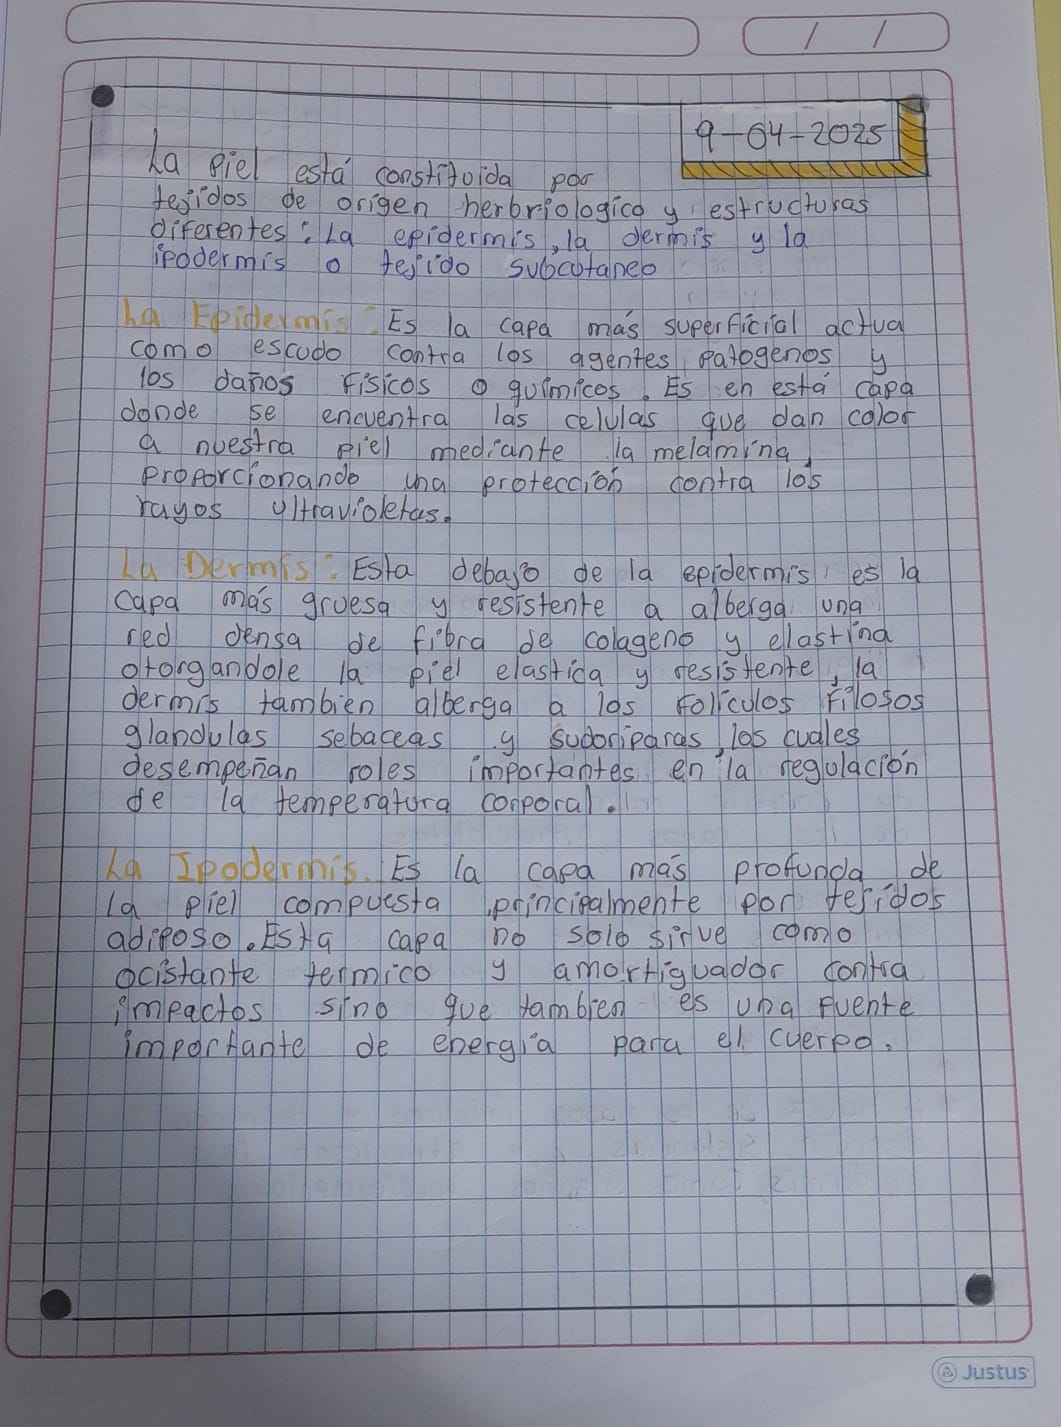 9-04-2025
La piel está constituida por
tejidos de origen herbriologico y estructuras
diferentes: La epidermis, la dermis y la
ipodermis o tejido subcutaneo
La Epidermis: Es la capa más superficial actua
como escudo contra los agentes patogenos y
los daños fisicos o quimicos. Es en está capa
donde se encuentra las celulas que dan color
a nuestra piel mediante la melamina,
proporcionando una protección contra los
rayos ultravioletas.
La Dermis: Esta debajo de la epidermis, es la
capa más gruesa y resistente a alberga una
red densa de fibra de colageno y elastina
otorgandole la piel elastica y resistente, la
dermis tambien alberga a los foliculos filosos
glandulas sebaceas y sudoriparas, los cuales
desempeñan roles importantes en la regulación
de la temperatura corporal.
La Ipodermis. Es la capa más profunda de
la piel compuesta principalmente por tejidos
adiposo. Esta capa no solo sirve como
ocistante termico y amortiguador contra
impactos sino que tambien es una fuente
importante de energia para el cuerpo.
Justus